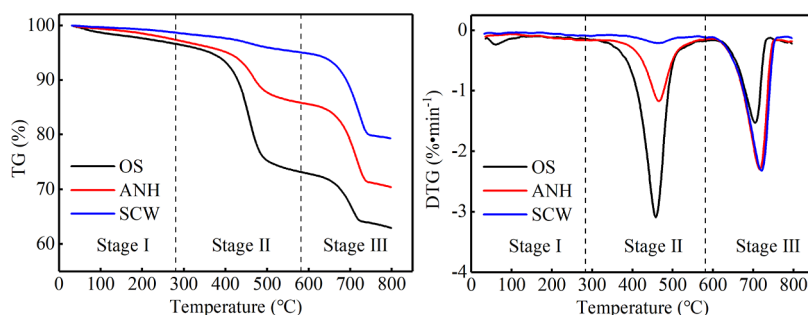 100
90
80
70
60
TG (%)
OS
ANH
SCW
Stage I Stage II Stage III
0 100 200 300 400 500 600 700 800
Temperature (℃)
0
-1
-2
-3
-4
DTG (%•min⁻¹)
OS
ANH
SCW
Stage I Stage II Stage III
0 100 200 300 400 500 600 700 800
Temperature (℃)